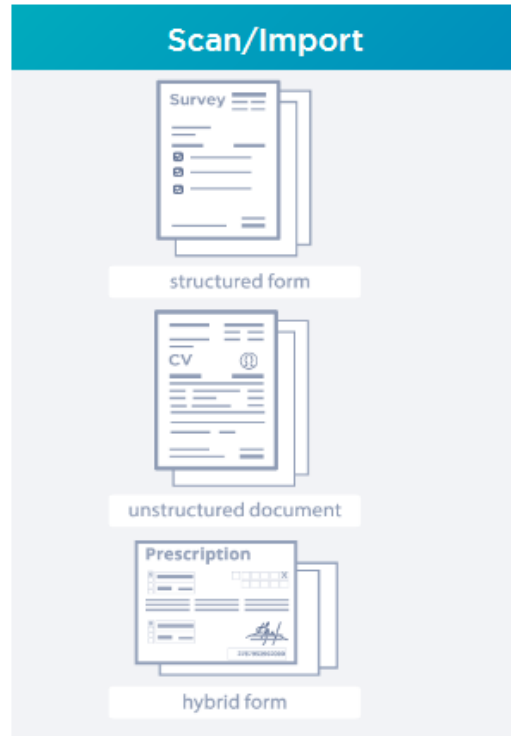 Scan/Import
Survey
structured form
CV
unstructured document
Prescription
hybrid form